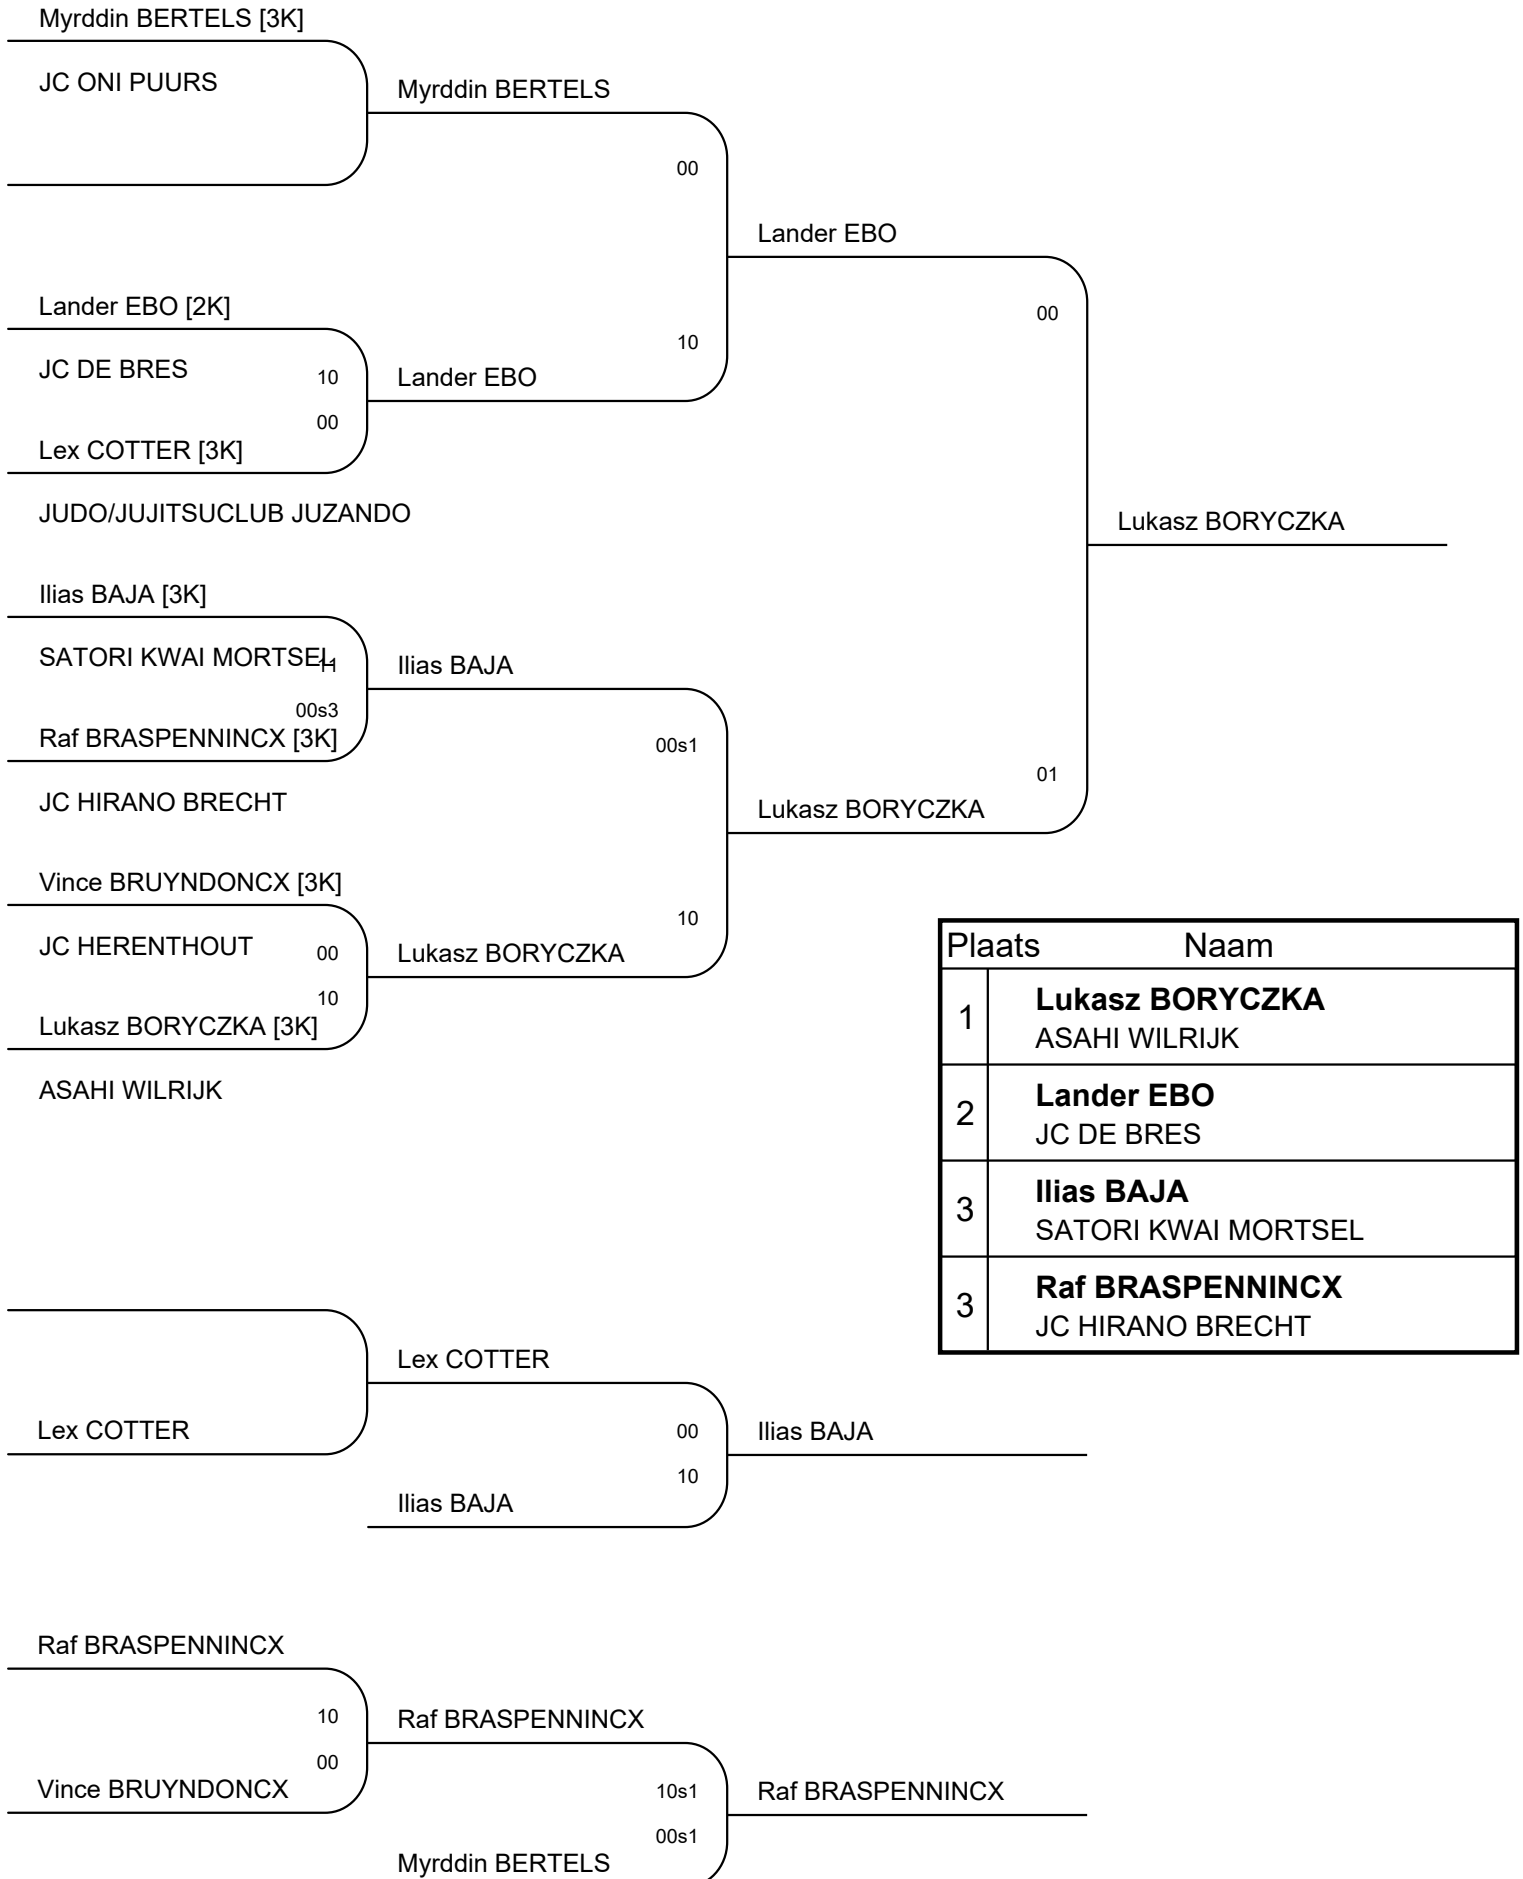 Myrddin BERTELS [3K]
JC ONI PUURS
Myrddin BERTELS
00
Lander EBO
Lander EBO [2K]
00
10
JC DE BRES
10
Lander EBO
00
Lex COTTER [3K]
JUDO/JUJITSUCLUB JUZANDO
Lukasz BORYCZKA
Ilias BAJA [3K]
SATORI KWAI MORTSEL
11
Ilias BAJA
00s3
Raf BRASPENNINCX [3K]
00s1
01
JC HIRANO BRECHT
Lukasz BORYCZKA
Vince BRUYNDONCX [3K]
10
JC HERENTHOUT
00
Lukasz BORYCZKA
10
Lukasz BORYCZKA [3K]
ASAHI WILRIJK
Plaats Naam
1 Lukasz BORYCZKA
ASAHI WILRIJK
2 Lander EBO
JC DE BRES
3 Ilias BAJA
SATORI KWAI MORTSEL
3 Raf BRASPENNINCX
JC HIRANO BRECHT
Lex COTTER
Lex COTTER
00
Ilias BAJA
10
Ilias BAJA
Raf BRASPENNINCX
10
Raf BRASPENNINCX
00
Vince BRUYNDONCX
10s1
Raf BRASPENNINCX
00s1
Myrddin BERTELS